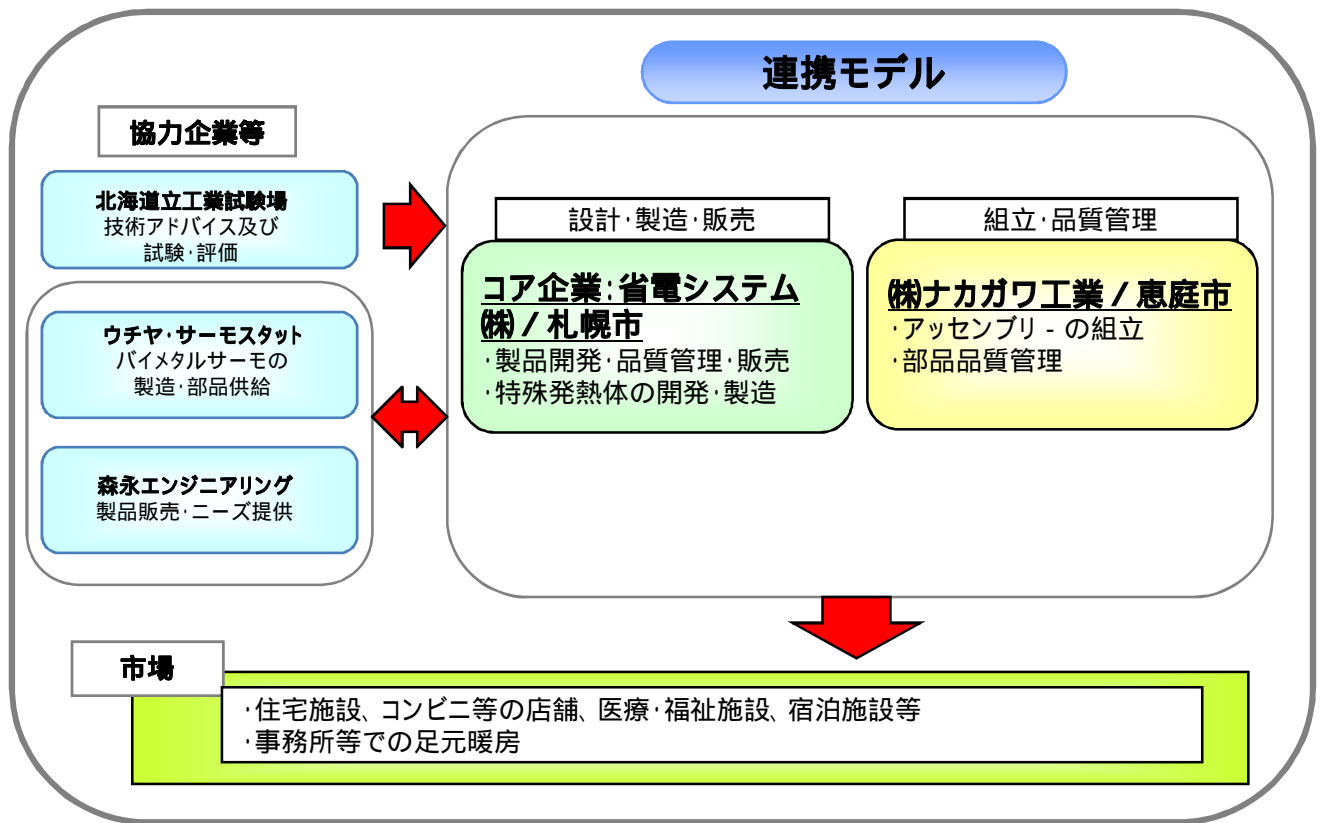 連携モデル
協力企業等
北海道立工業試験場
技術アドバイス及び
試験･評価
ウチヤ･サーモスタット
バイメタルサーモの
製造･部品供給
森永エンジニアリング
製品販売･ニーズ提供
設計･製造･販売
コア企業:省電システム
㈱/札幌市
･製品開発･品質管理･販売
･特殊発熱体の開発･製造
組立･品質管理
㈱ナカガワ工業/恵庭市
･アッセンブリ-の組立
･部品品質管理
市場
･住宅施設、コンビニ等の店舗、医療･福祉施設、宿泊施設等
･事務所等での足元暖房